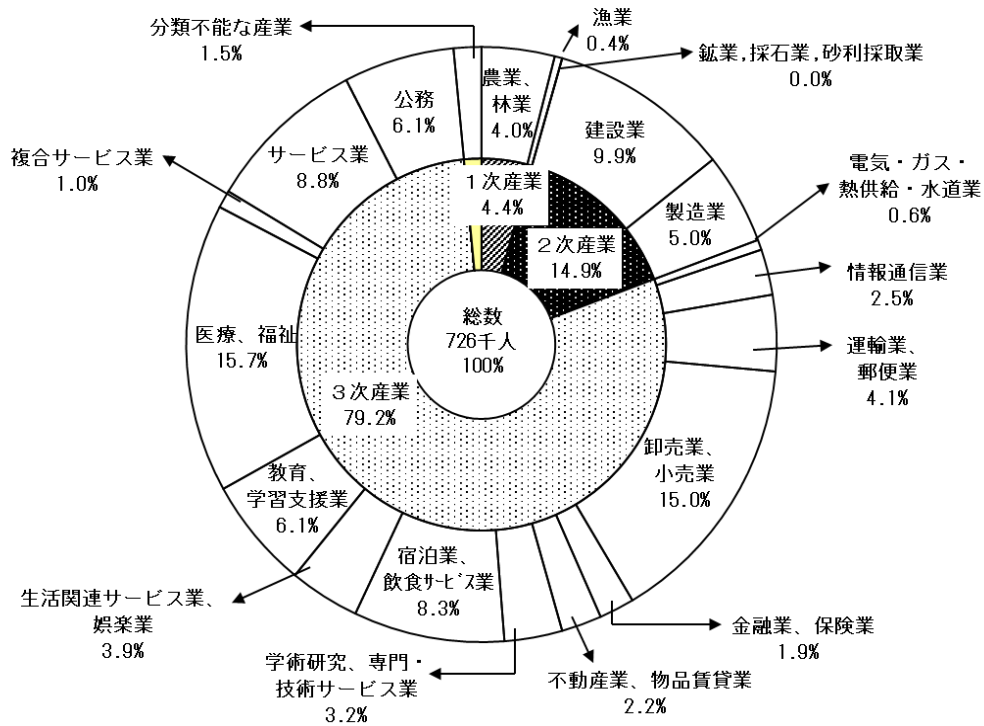 分類不能な産業
1.5%
農業、
林業
4.0%
漁業
0.4%
鉱業,採石業,砂利採取業
0.0%
建設業
9.9%
製造業
5.0%
電気・ガス・
熱供給・水道業
0.6%
情報通信業
2.5%
運輸業、
郵便業
4.1%
卸売業、
小売業
15.0%
金融業、保険業
1.9%
不動産業、物品賃貸業
2.2%
学術研究、専門・
技術サービス業
3.2%
宿泊業、
飲食ｻｰﾋﾞｽ業
8.3%
生活関連サービス業、
娯楽業
3.9%
教育、
学習支援業
6.1%
医療、福祉
15.7%
複合サービス業
1.0%
サービス業
8.8%
公務
6.1%
１次産業
4.4%
２次産業
14.9%
３次産業
79.2%
総数
726千人
100%